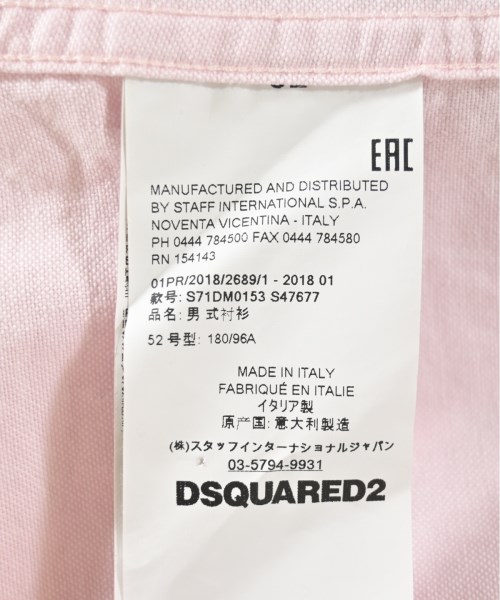 EAC
MANUFACTURED AND DISTRIBUTED
BY STAFF INTERNATIONAL S.P.A.
NOVENTA VICENTINA - ITALY
PH 0444 784500 FAX 0444 784580
RN 154143
01PR/2018/2689/1 - 2018 01
款号: S71DM0153 S47677
品名: 男式衬衫
52 号型: 180/96A
MADE IN ITALY
FABRIQUÉ EN ITALIE
イタリア製
原产国: 意大利製造
(株)スタッフインターナショナルジャパン
03-5794-9931
DSQUARED2